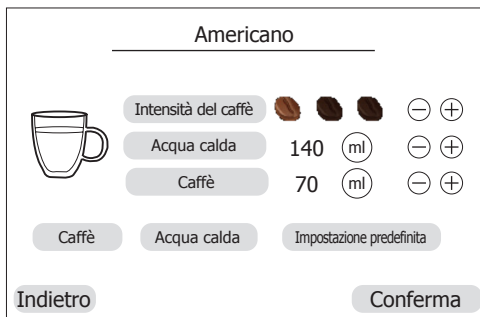 Americano
Intensità del caffè
Acqua calda 140 ml
Caffè 70 ml
Caffè Acqua calda Impostazione predefinita
Indietro Conferma